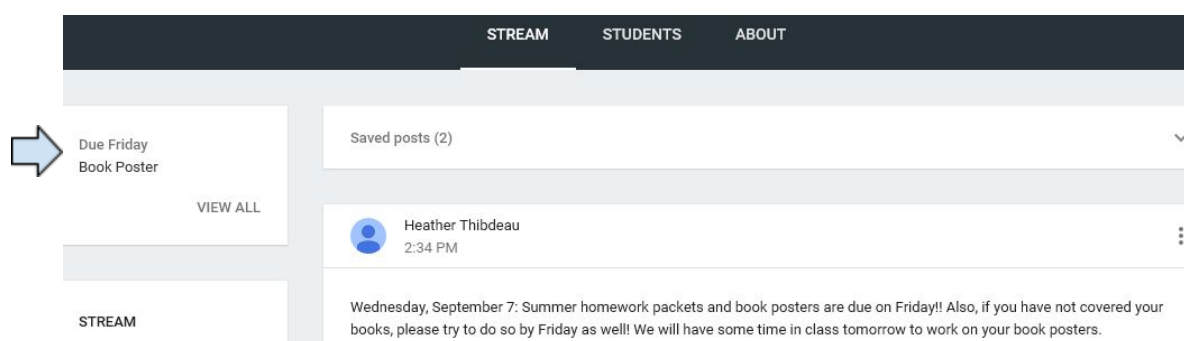 STREAM STUDENTS ABOUT
Due Friday
Book Poster
VIEW ALL
STREAM
Saved posts (2)
Heather Thibdeau
2:34 PM
Wednesday, September 7: Summer homework packets and book posters are due on Friday!! Also, if you have not covered your
books, please try to do so by Friday as well! We will have some time in class tomorrow to work on your book posters.